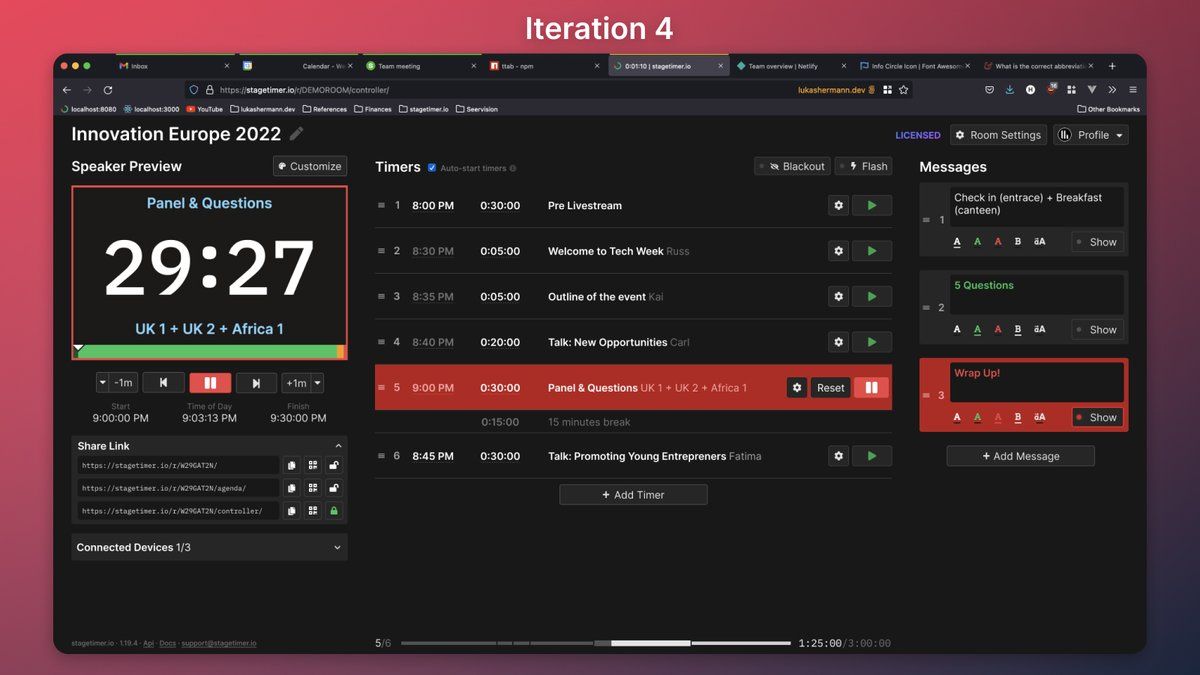 Iteration 4
Inbox
Calendar - We
Team meeting
ttab - npm
0:01:10 | stagetimer.io
Team overview | Netlify
Info Circle Icon | Font Awesom
What is the correct abbreviati
https://stagetimer.io/r/DEMOROOM/controller/
lukashermann.dev
localhost:8080
localhost:3000
YouTube
lukashermann.dev
References
Finances
stagetimer.io
Seervision
Other Bookmarks
Innovation Europe 2022
LICENSED
Room Settings
Profile
Speaker Preview
Customize
Panel & Questions
29:27
UK 1 + UK 2 + Africa 1
-1m
+1m
Start
Time of Day
Finish
9:00:00 PM
9:03:13 PM
9:30:00 PM
Share Link
https://stagetimer.io/r/W29GAT2N/
https://stagetimer.io/r/W29GAT2N/agenda/
https://stagetimer.io/r/W29GAT2N/controller/
Connected Devices 1/3
Timers
Auto-start timers
Blackout
Flash
1 8:00 PM 0:30:00 Pre Livestream
2 8:30 PM 0:05:00 Welcome to Tech Week Russ
3 8:35 PM 0:05:00 Outline of the event Kai
4 8:40 PM 0:20:00 Talk: New Opportunities Carl
5 9:00 PM 0:30:00 Panel & Questions UK 1 + UK 2 + Africa 1 Reset
0:15:00 15 minutes break
6 8:45 PM 0:30:00 Talk: Promoting Young Entrepreners Fatima
+ Add Timer
Messages
1 Check in (entrace) + Breakfast
(canteen)
A A A B äA Show
2 5 Questions
A A A B äA Show
3 Wrap Up!
A A A B äA Show
+ Add Message
stagetimer.io · 1.19.4 · Api · Docs · support@stagetimer.io
5/6
1:25:00/3:00:00